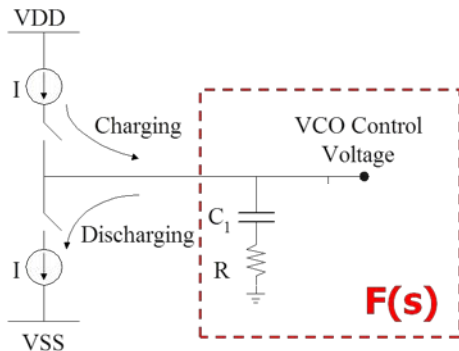 VDD
I
Charging
VCO Control
Voltage
C1
Discharging
R
I
F(s)
VSS